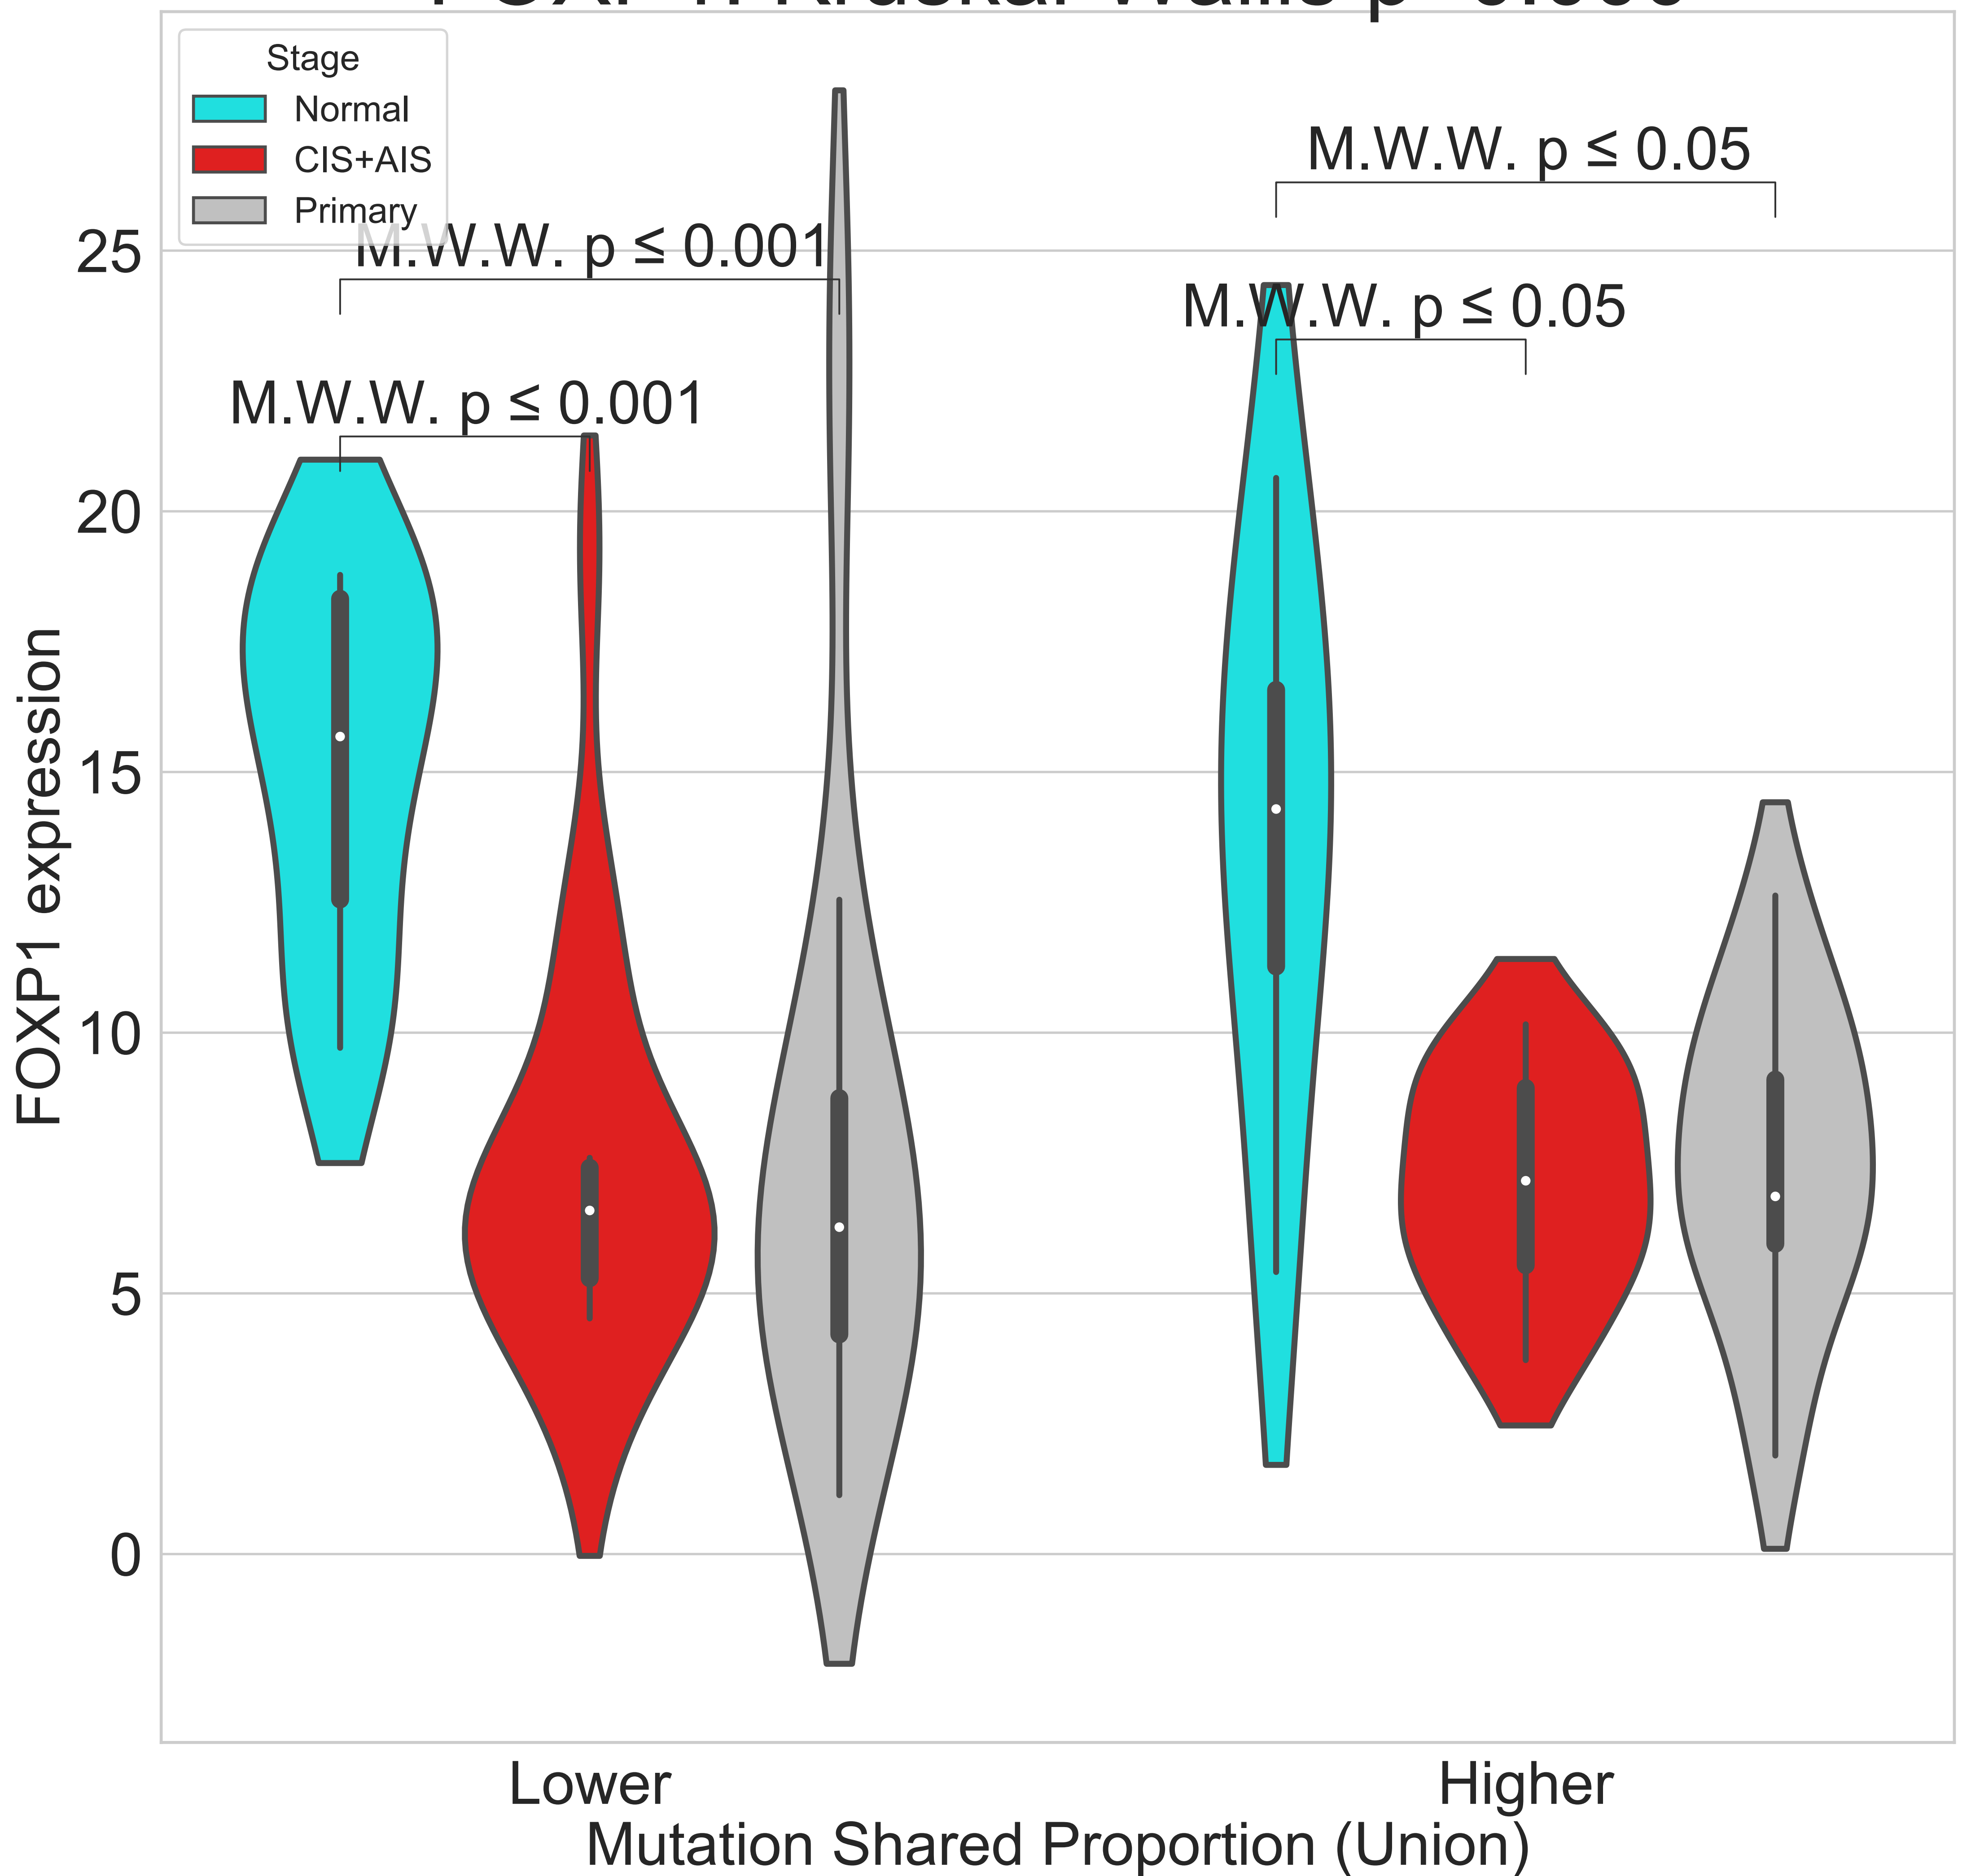 Stage
Normal
CIS+AIS
Primary
M.W.W. p ≤ 0.05
M.W.W. p ≤ 0.001
M.W.W. p ≤ 0.05
M.W.W. p ≤ 0.001
25
20
15
10
5
0
FOXP1 expression
Lower
Higher
Mutation Shared Proportion (Union)